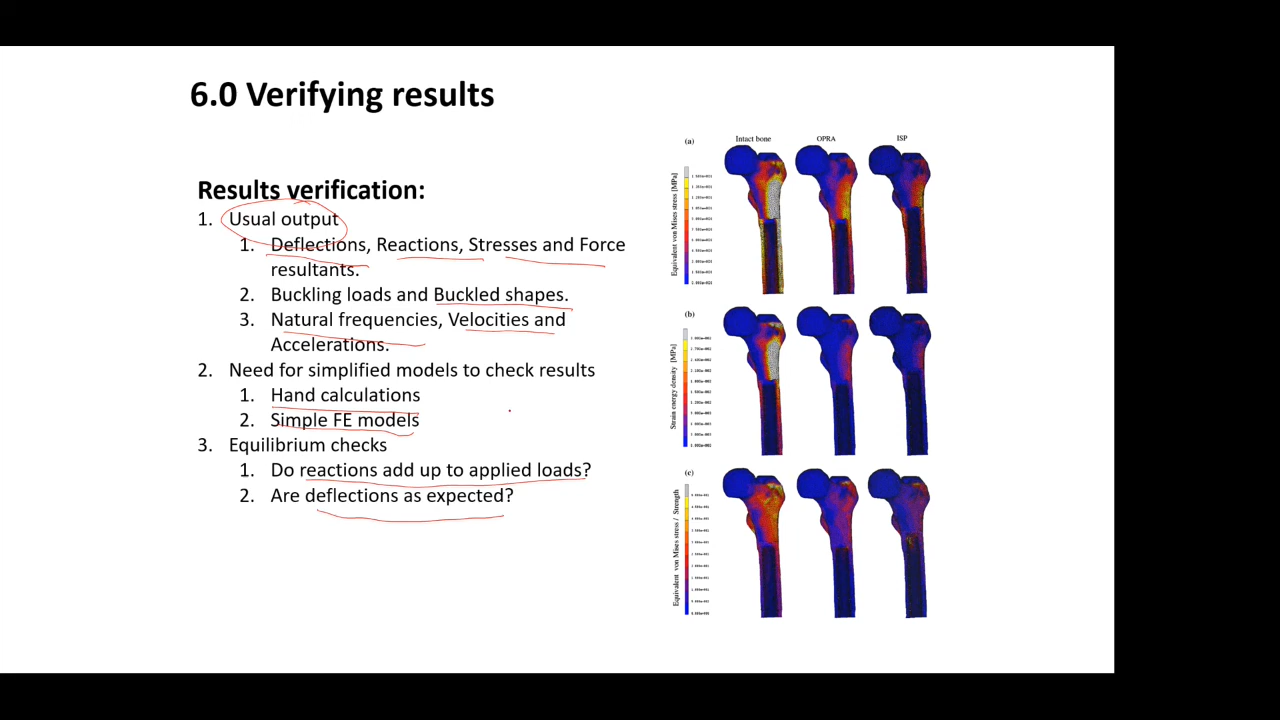 6.0 Verifying results
Results verification:
1. Usual output
1. Deflections, Reactions, Stresses and Force
resultants.
2. Buckling loads and Buckled shapes.
3. Natural frequencies, Velocities and
Accelerations.
2. Need for simplified models to check results
1. Hand calculations
2. Simple FE models
3. Equilibrium checks
1. Do reactions add up to applied loads?
2. Are deflections as expected?
(a) Intact bone OPRA ISP
Equivalent von Mises stress [MPa]
(b)
Strain energy density [MPa]
(c)
Equivalent von Mises stress / Strength